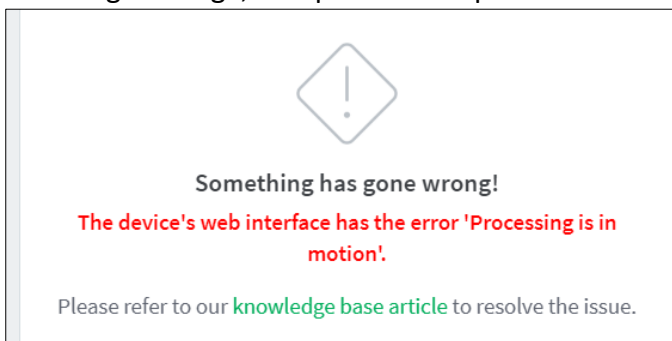 Something has gone wrong!
The device's web interface has the error 'Processing is in
motion'.
Please refer to our knowledge base article to resolve the issue.